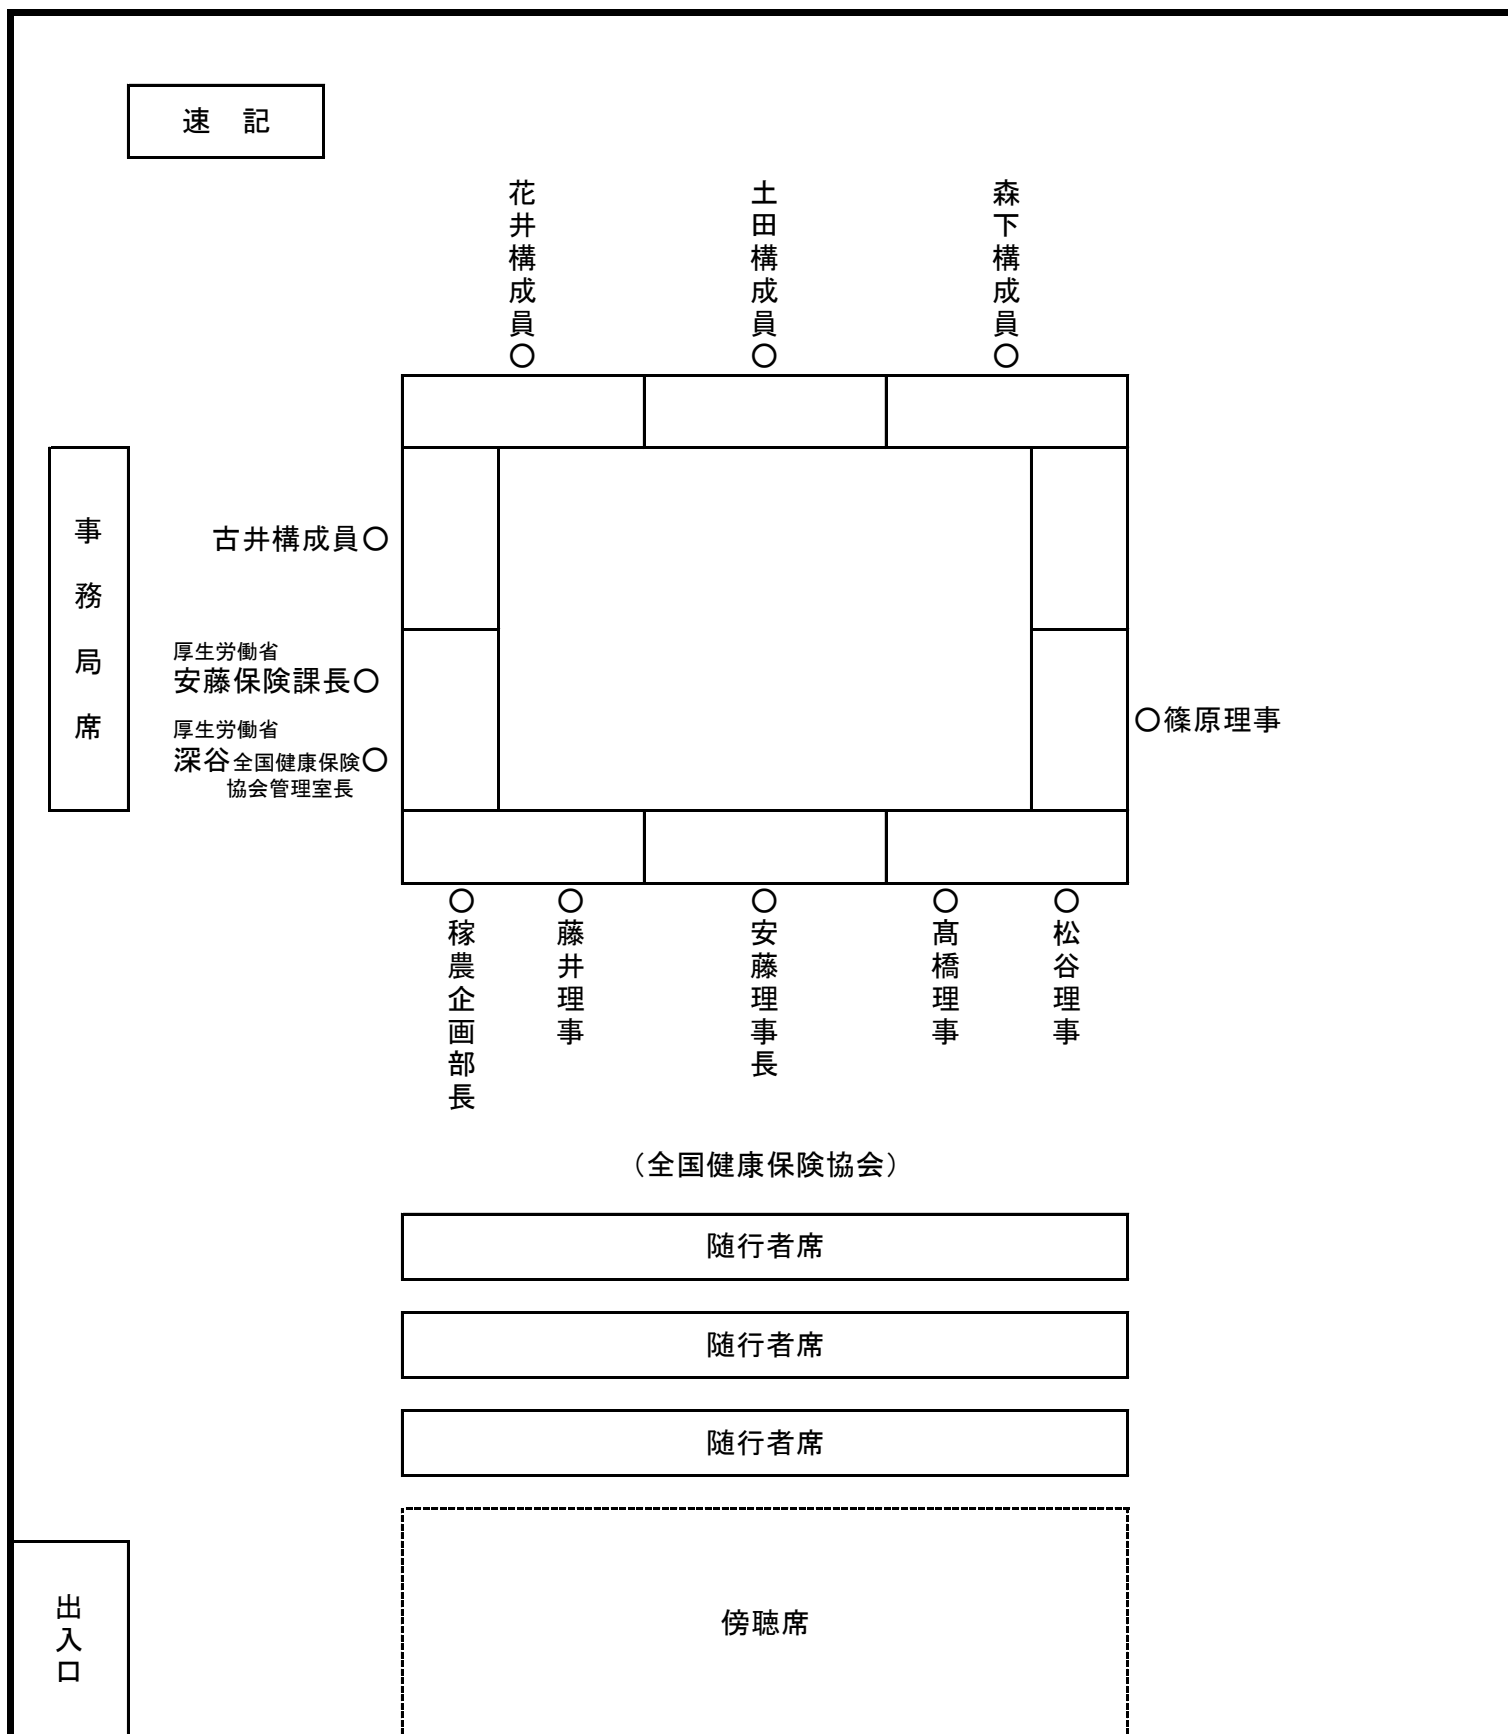 速　記
花井構成員○
土田構成員○
森下構成員○
事務局席
古井構成員○
厚生労働省
安藤保険課長○
厚生労働省
深谷全国健康保険○
協会管理室長
○篠原理事
○稼農企画部長
○藤井理事
○安藤理事長
○髙橋理事
○松谷理事
（全国健康保険協会）
随行者席
随行者席
随行者席
傍聴席
出入口